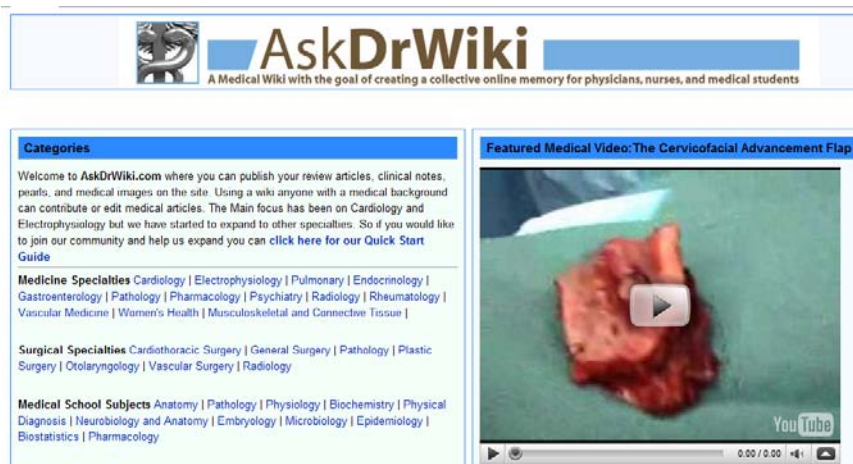 AskDrWiki
A Medical Wiki with the goal of creating a collective online memory for physicians, nurses, and medical students
Categories
Welcome to AskDrWiki.com where you can publish your review articles, clinical notes,
pearls, and medical images on the site. Using a wiki anyone with a medical background
can contribute or edit medical articles. The Main focus has been on Cardiology and
Electrophysiology but we have started to expand to other specialties. So if you would like
to join our community and help us expand you can click here for our Quick Start
Guide
Medicine Specialties Cardiology | Electrophysiology | Pulmonary | Endocrinology |
Gastroenterology | Pathology | Pharmacology | Psychiatry | Radiology | Rheumatology |
Vascular Medicine | Women's Health | Musculoskeletal and Connective Tissue |
Surgical Specialties Cardiothoracic Surgery | General Surgery | Pathology | Plastic
Surgery | Otolaryngology | Vascular Surgery | Radiology
Medical School Subjects Anatomy | Pathology | Physiology | Biochemistry | Physical
Diagnosis | Neurobiology and Anatomy | Embryology | Microbiology | Epidemiology |
Biostatistics | Pharmacology
Featured Medical Video:The Cervicofacial Advancement Flap
YouTube
0.00 / 0.00